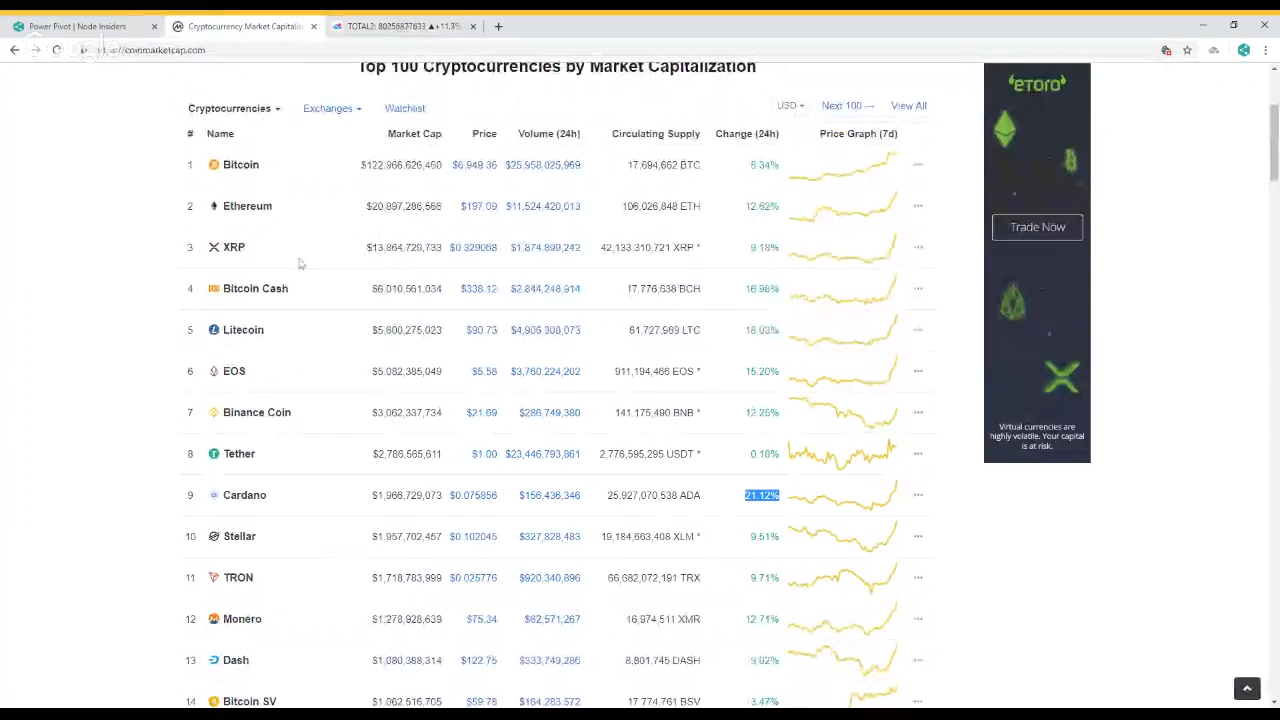 Power Pivot | Node Insiders × Cryptocurrency Market Capitaliz × TOTAL2: 80256877633 ▲+11.3% × +
https://coinmarketcap.com
Top 100 Cryptocurrencies by Market Capitalization
Cryptocurrencies Exchanges Watchlist USD Next 100 → View All
# Name Market Cap Price Volume (24h) Circulating Supply Change (24h) Price Graph (7d)
1 Bitcoin $122,966,626,460 $6,949.36 $25,958,025,969 17,694,662 BTC 8.34%
2 Ethereum $20,897,286,566 $197.09 $11,524,420,013 106,026,848 ETH 12.62%
3 XRP $13,864,729,733 $0.329068 $1,874,899,242 42,133,310,721 XRP * 9.18%
4 Bitcoin Cash $6,010,561,034 $338.12 $2,844,248,914 17,776,638 BCH 16.98%
5 Litecoin $5,600,275,023 $90.73 $4,906,308,073 61,727,989 LTC 18.03%
6 EOS $5,082,385,049 $5.58 $3,760,224,202 911,194,466 EOS * 15.20%
7 Binance Coin $3,062,337,734 $21.69 $286,749,380 141,175,490 BNB * 12.25%
8 Tether $2,786,565,611 $1.00 $23,446,793,861 2,776,595,295 USDT * 0.18%
9 Cardano $1,966,729,073 $0.075856 $156,436,346 25,927,070,538 ADA 21.12%
10 Stellar $1,957,702,457 $0.102045 $327,828,483 19,184,663,408 XLM * 9.51%
11 TRON $1,718,783,999 $0.025776 $920,340,896 66,682,072,191 TRX 9.71%
12 Monero $1,278,928,639 $75.34 $62,571,267 16,974,511 XMR 12.71%
13 Dash $1,080,388,314 $122.75 $333,749,286 8,801,745 DASH 9.02%
14 Bitcoin SV $1,062,516,705 $59.78 $164,263,572 17,774,761 BSV 3.47%
eToro
Trade Now
Virtual currencies are
highly volatile. Your capital
is at risk.